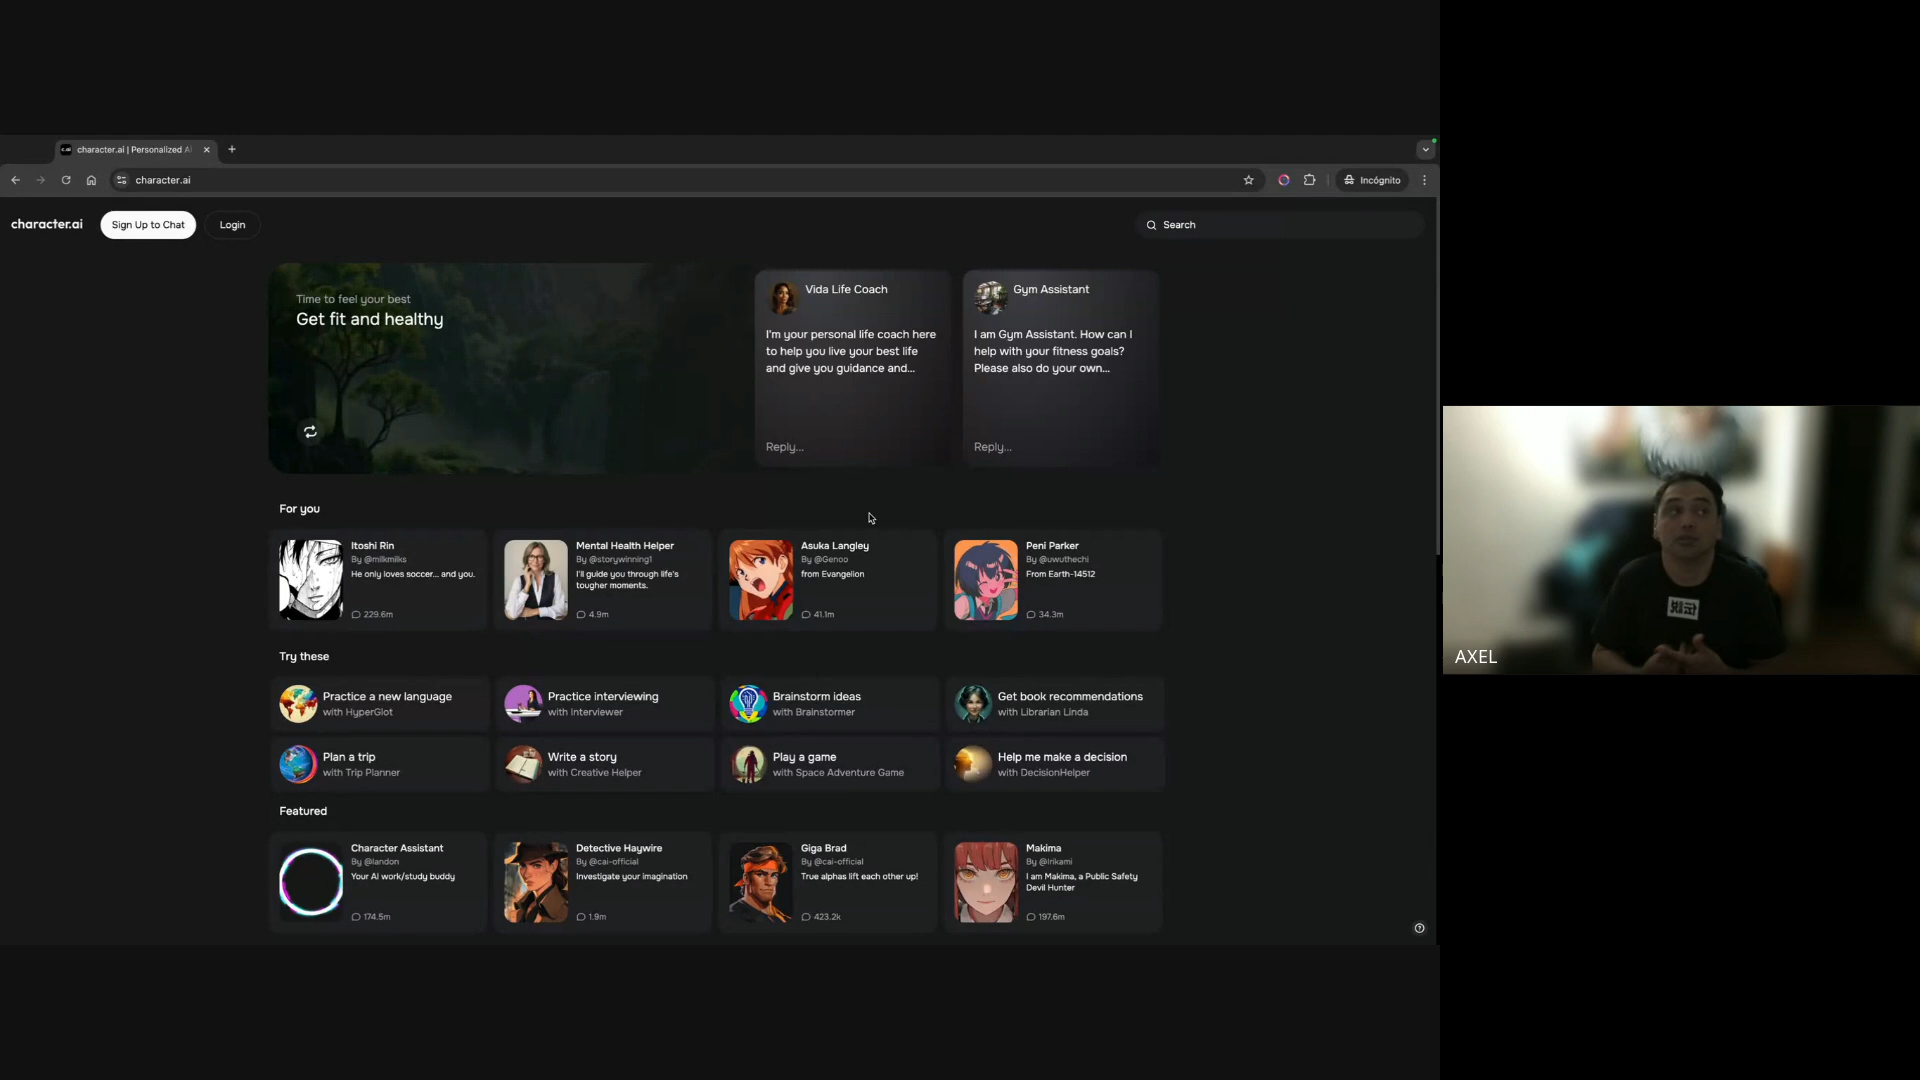 character.ai | Personalized AI
character.ai
Incógnito
character.ai
Sign Up to Chat
Login
Search
Time to feel your best
Get fit and healthy
Vida Life Coach
I'm your personal life coach here
to help you live your best life
and give you guidance and...
Reply...
Gym Assistant
I am Gym Assistant. How can I
help with your fitness goals?
Please also do your own...
Reply...
For you
Itoshi Rin
By @milkmilks
He only loves soccer... and you.
229.6m
Mental Health Helper
By @storywinning1
I'll guide you through life's
tougher moments.
4.9m
Asuka Langley
By @Genoo
from Evangelion
41.1m
Peni Parker
By @uwuthechi
From Earth-14512
34.3m
Try these
Practice a new language
with HyperGlot
Practice interviewing
with Interviewer
Brainstorm ideas
with Brainstormer
Get book recommendations
with Librarian Linda
Plan a trip
with Trip Planner
Write a story
with Creative Helper
Play a game
with Space Adventure Game
Help me make a decision
with DecisionHelper
Featured
Character Assistant
By @landon
Your AI work/study buddy
174.5m
Detective Haywire
By @cai-official
Investigate your imagination
1.9m
Giga Brad
By @cai-official
True alphas lift each other up!
423.2k
Makima
By @Irikami
I am Makima, a Public Safety
Devil Hunter
197.6m
AXEL